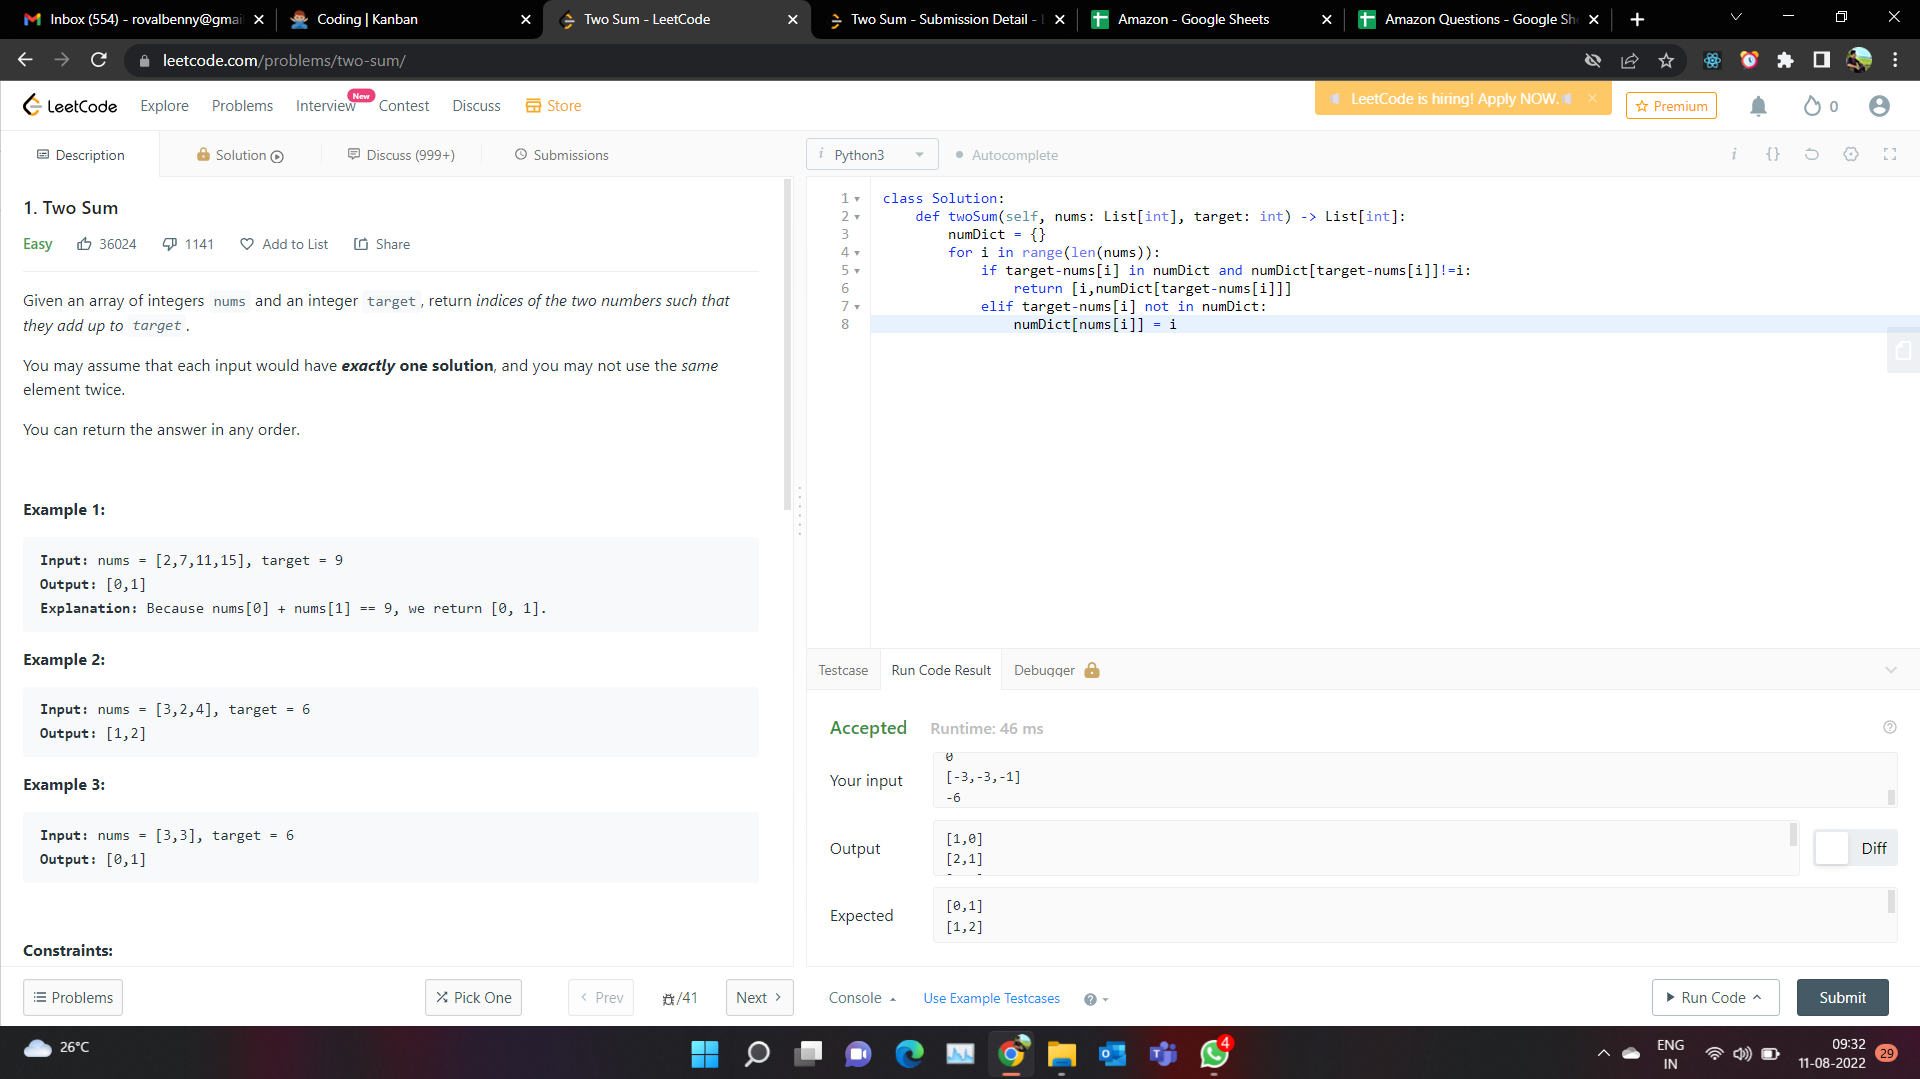 Inbox (554) - rovalbenny@gmai
Coding | Kanban
Two Sum - LeetCode
Two Sum - Submission Detail -
Amazon - Google Sheets
Amazon Questions - Google Sh
leetcode.com/problems/two-sum/
LeetCode
Explore
Problems
Interview
New
Contest
Discuss
Store
LeetCode is hiring! Apply NOW.
Premium
0
Description
Solution
Discuss (999+)
Submissions
Python3
Autocomplete
1. Two Sum
Easy
36024
1141
Add to List
Share
Given an array of integers nums and an integer target, return indices of the two numbers such that
they add up to target.
You may assume that each input would have exactly one solution, and you may not use the same
element twice.
You can return the answer in any order.
Example 1:
Input: nums = [2,7,11,15], target = 9
Output: [0,1]
Explanation: Because nums[0] + nums[1] == 9, we return [0, 1].
Example 2:
Input: nums = [3,2,4], target = 6
Output: [1,2]
Example 3:
Input: nums = [3,3], target = 6
Output: [0,1]
Constraints:
1 class Solution:
2 def twoSum(self, nums: List[int], target: int) -> List[int]:
3 numDict = {}
4 for i in range(len(nums)):
5 if target-nums[i] in numDict and numDict[target-nums[i]]!=i:
6 return [i,numDict[target-nums[i]]]
7 elif target-nums[i] not in numDict:
8 numDict[nums[i]] = i
Testcase
Run Code Result
Debugger
Accepted
Runtime: 46 ms
Your input
0
[-3,-3,-1]
-6
Output
[1,0]
[2,1]
Diff
Expected
[0,1]
[1,2]
Problems
Pick One
Prev
/41
Next
Console
Use Example Testcases
Run Code
Submit
26°C
4
ENG
IN
09:32
11-08-2022
29